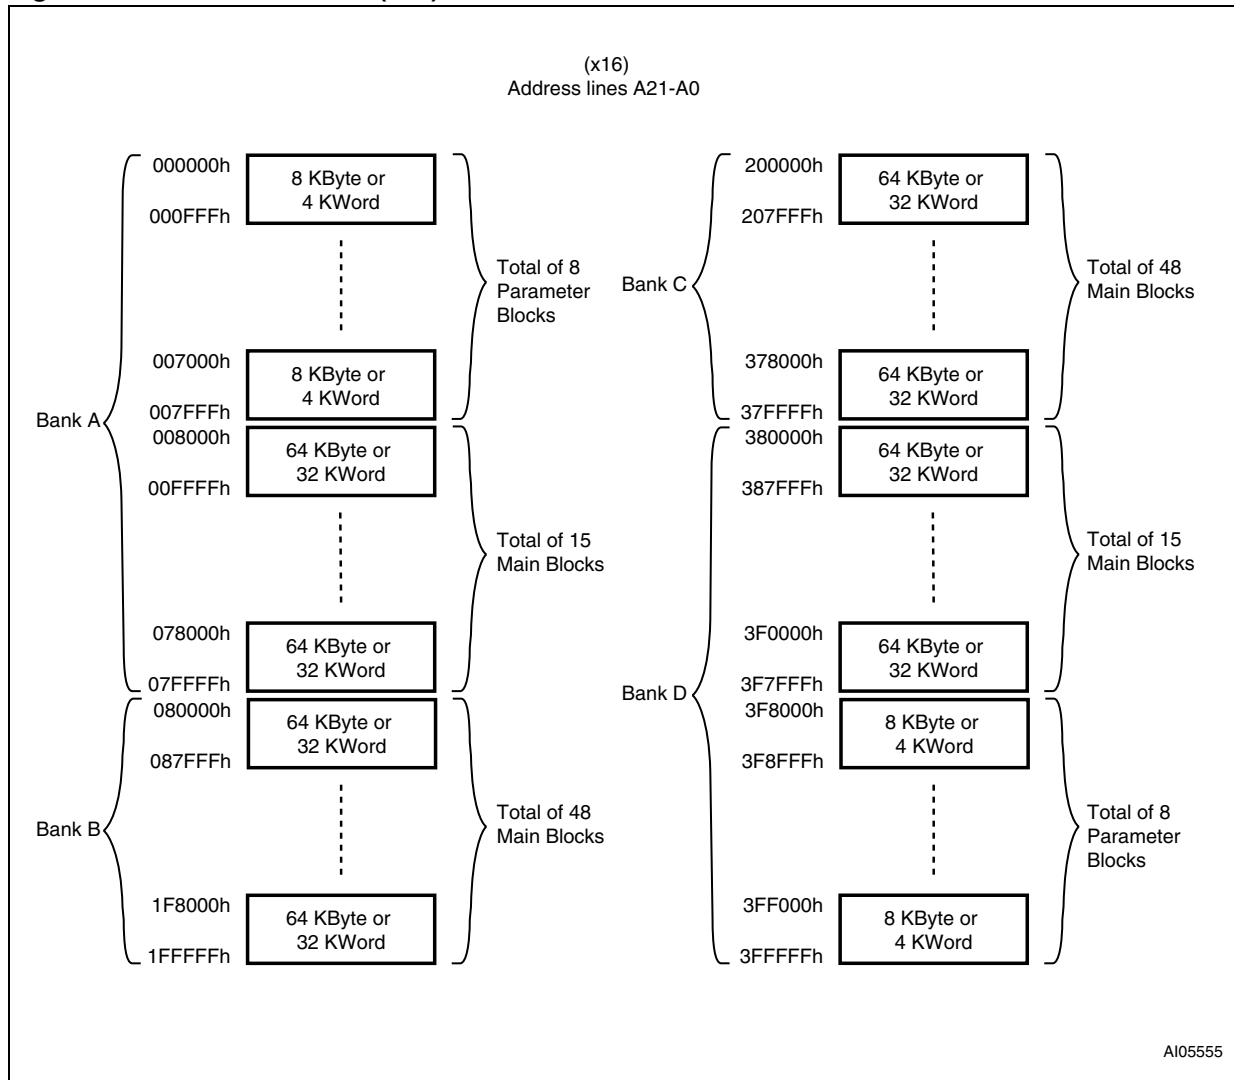 (x16)
Address lines A21-A0
Bank A
000000h
8 KByte or
4 KWord
000FFFh
Total of 8
Parameter
Blocks
007000h
8 KByte or
4 KWord
007FFFh
008000h
64 KByte or
32 KWord
00FFFFh
Total of 15
Main Blocks
078000h
64 KByte or
32 KWord
07FFFFh
Bank B
080000h
64 KByte or
32 KWord
087FFFh
Total of 48
Main Blocks
1F8000h
64 KByte or
32 KWord
1FFFFFh
Bank C
200000h
64 KByte or
32 KWord
207FFFh
Total of 48
Main Blocks
378000h
64 KByte or
32 KWord
37FFFFh
Bank D
380000h
64 KByte or
32 KWord
387FFFh
Total of 15
Main Blocks
3F0000h
64 KByte or
32 KWord
3F7FFFh
3F8000h
8 KByte or
4 KWord
3F8FFFh
Total of 8
Parameter
Blocks
3FF000h
8 KByte or
4 KWord
3FFFFFh
AI05555